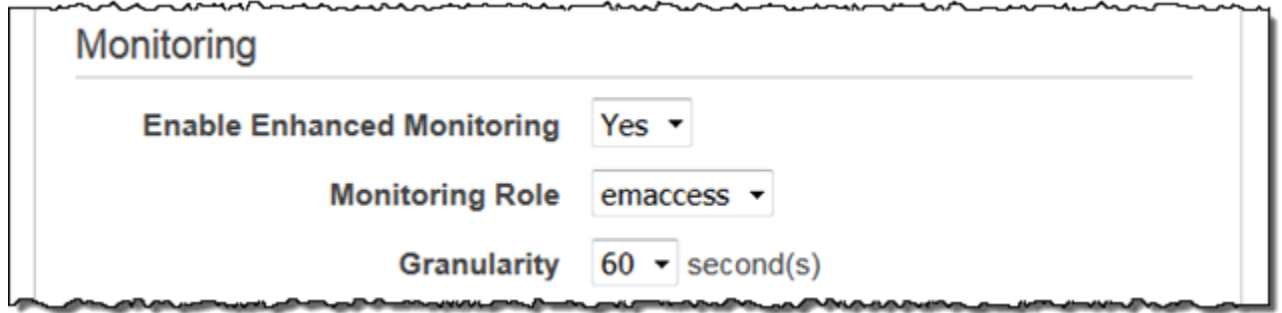 Monitoring
Enable Enhanced Monitoring Yes
Monitoring Role emaccess
Granularity 60 second(s)